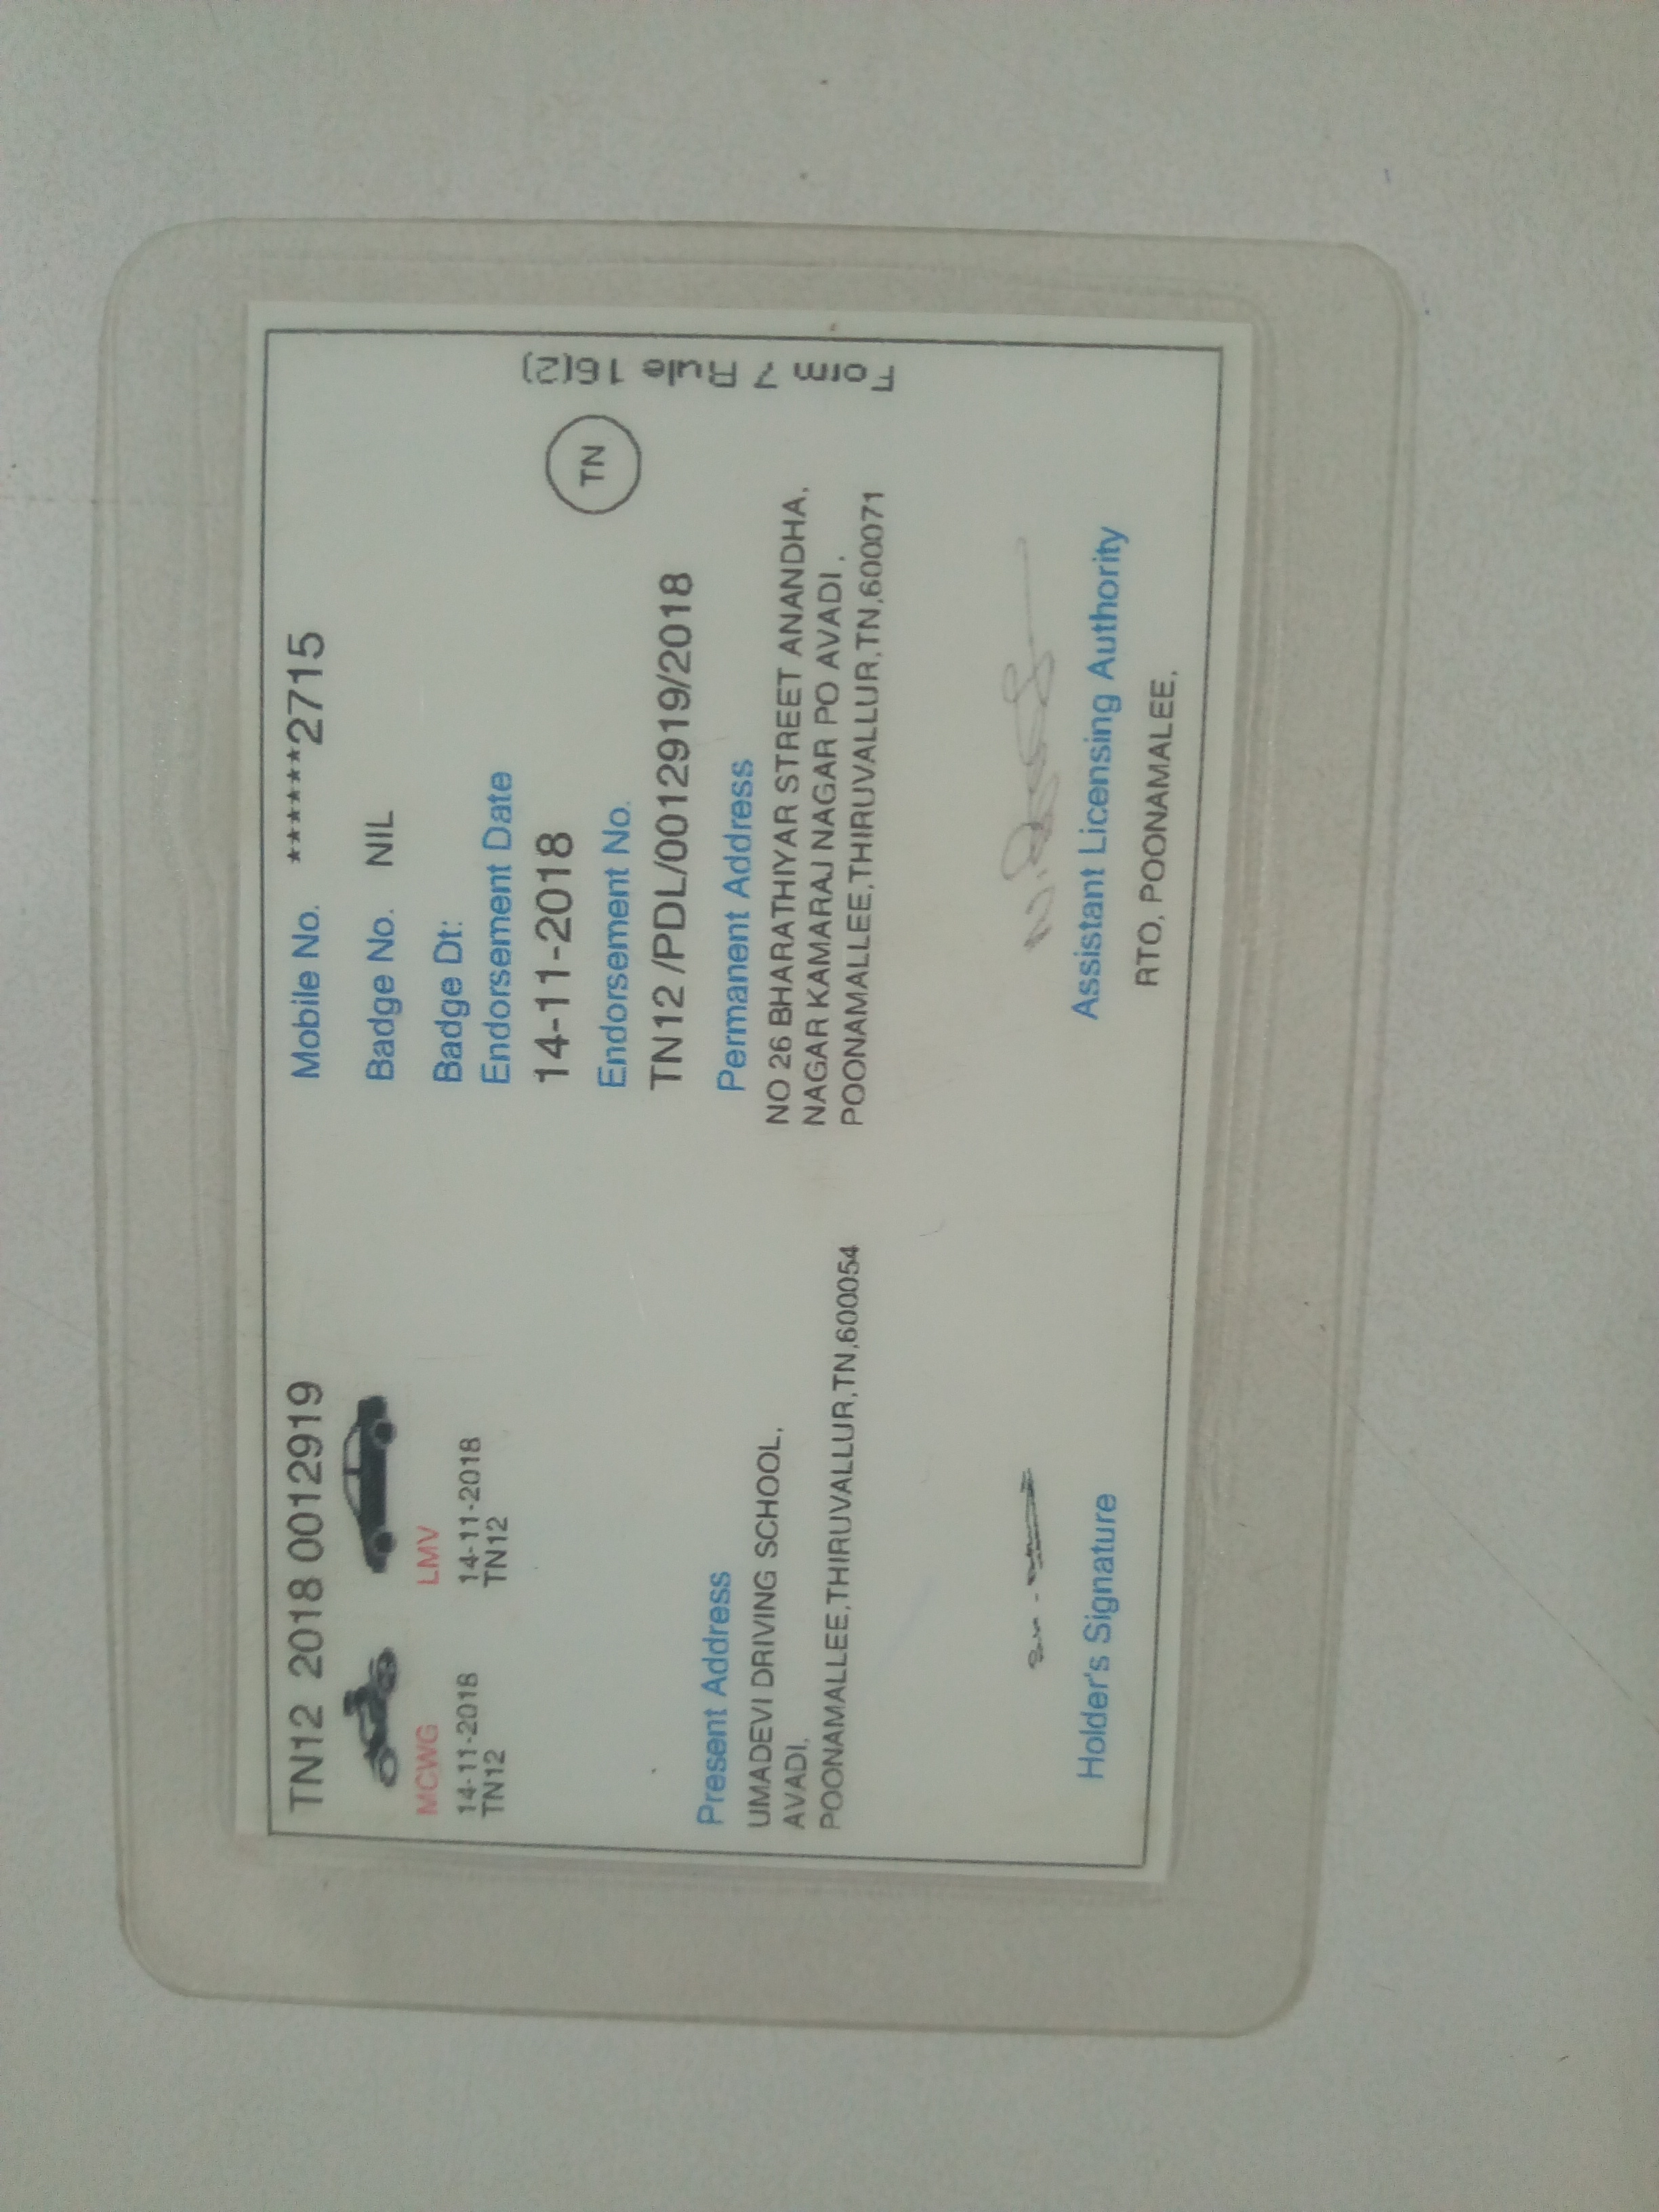 TN12 2018 0012919
MCWG
14-11-2018
TN12
LMV
14-11-2018
TN12
Mobile No. ******2715
Badge No. NIL
Badge Dt:
Endorsement Date
14-11-2018
Endorsement No.
TN12 /PDL/0012919/2018
TN
Form 7 Rule 16(2)
Present Address
UMADEVI DRIVING SCHOOL,
AVADI,
POONAMALLEE,THIRUVALLUR,TN,600054
Permanent Address
NO 26 BHARATHIYAR STREET ANANDHA,
NAGAR KAMARAJ NAGAR PO AVADI,
POONAMALLEE,THIRUVALLUR,TN,600071
Holder's Signature
Assistant Licensing Authority
RTO, POONAMALEE,